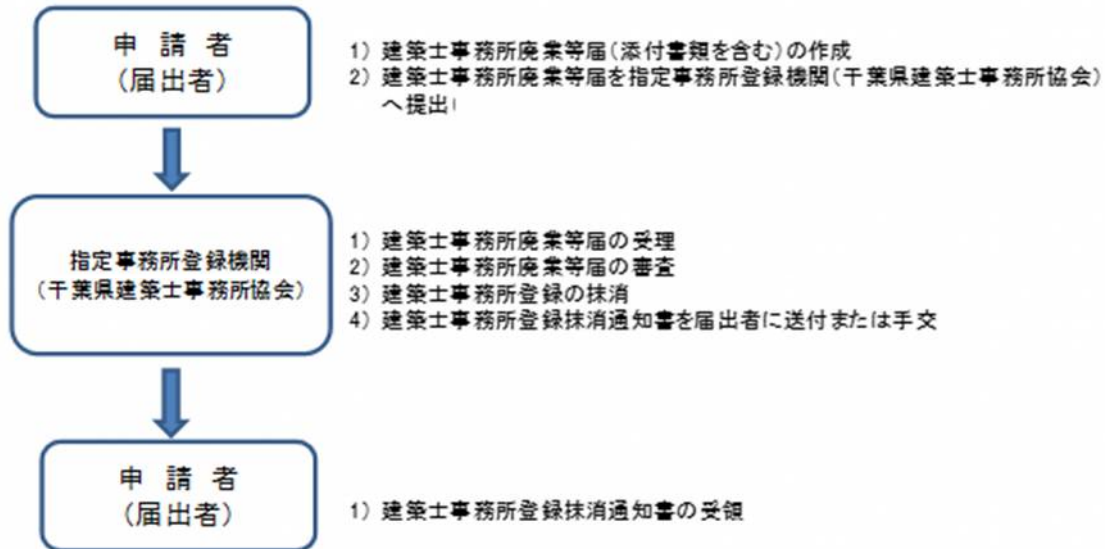 申 請 者
(届出者)
1) 建築士事務所廃業等届(添付書類を含む)の作成
2) 建築士事務所廃業等届を指定事務所登録機関(千葉県建築士事務所協会)
へ提出
指定事務所登録機関
(千葉県建築士事務所協会)
1) 建築士事務所廃業等届の受理
2) 建築士事務所廃業等届の審査
3) 建築士事務所登録の抹消
4) 建築士事務所登録抹消通知書を届出者に送付または手交
申 請 者
(届出者)
1) 建築士事務所登録抹消通知書の受領